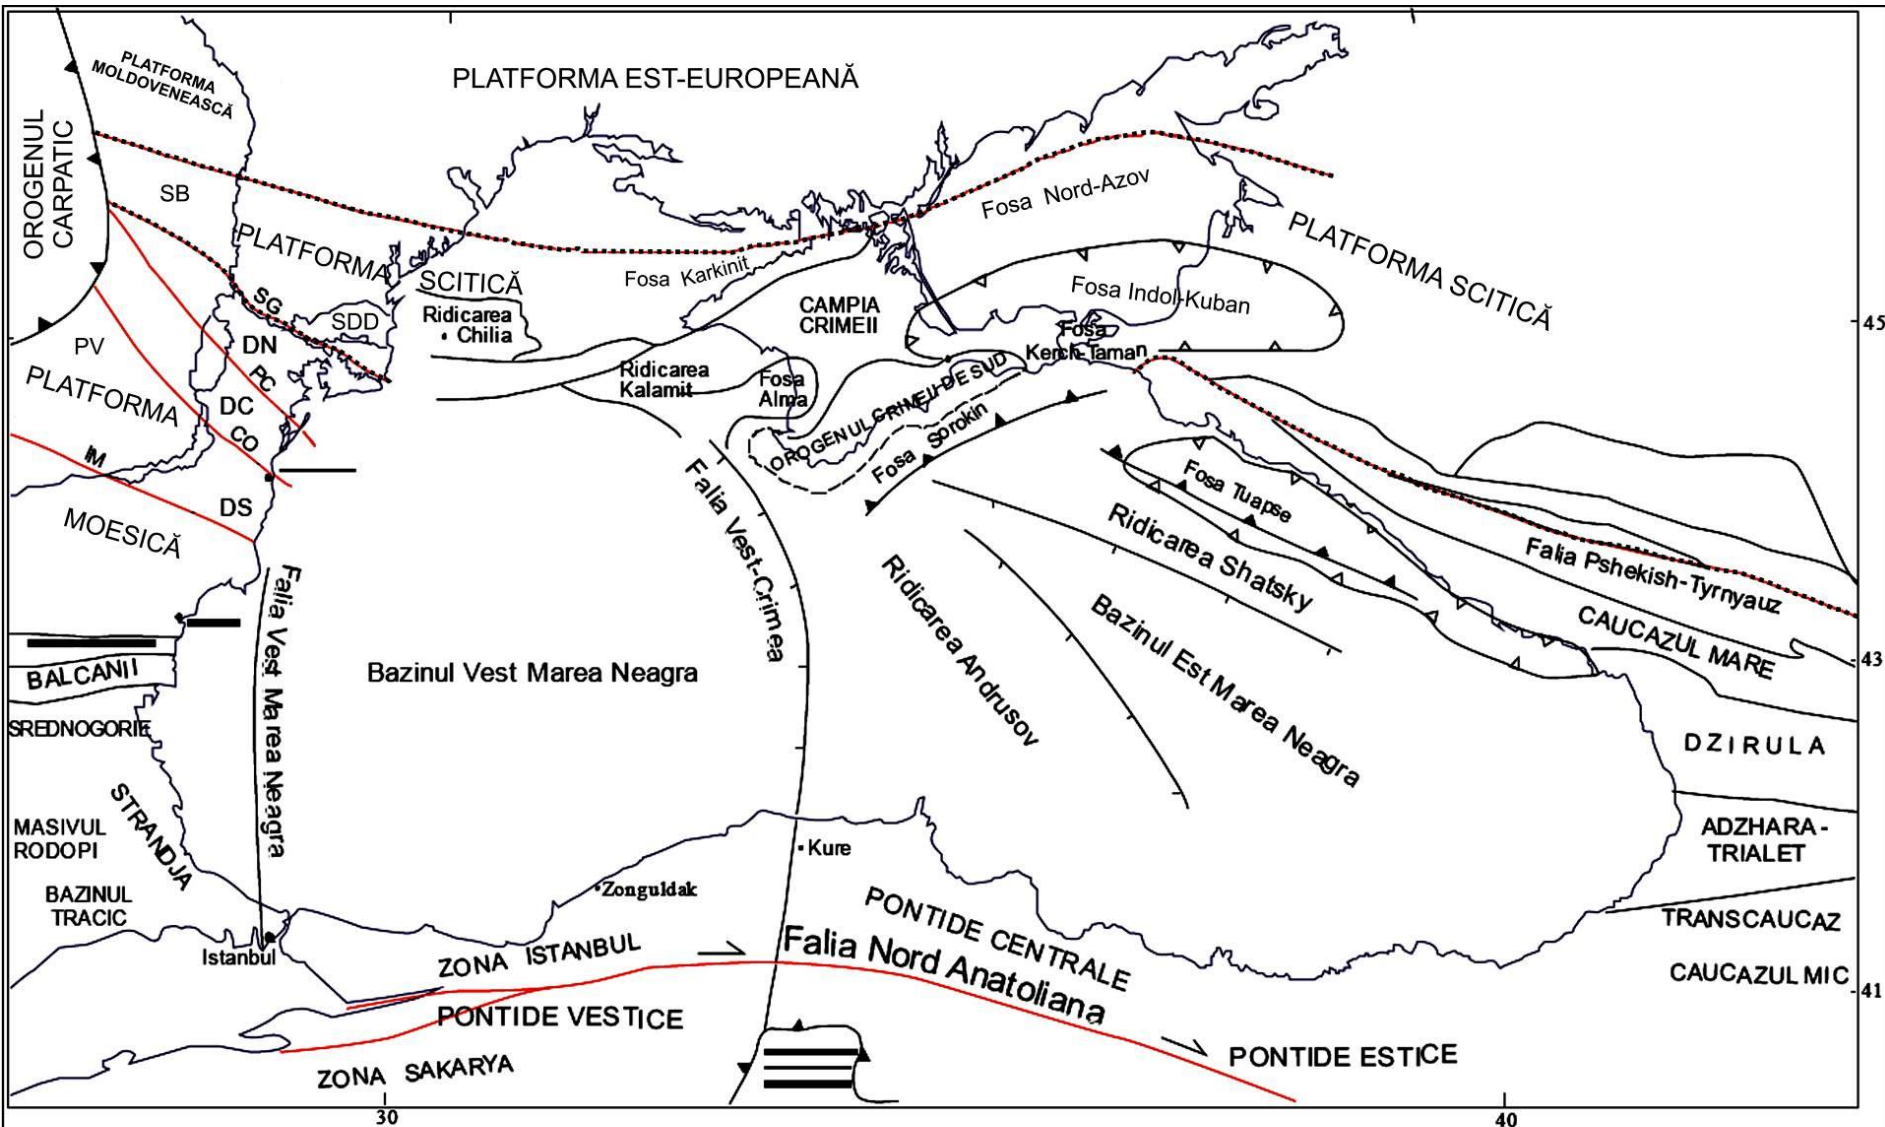 PLATFORMA
MOLDOVENEASCĂ
PLATFORMA EST-EUROPEANĂ
OROGENUL
CARPATIC
SB
PLATFORMA
SCITICĂ
Fosa Karkinit
Fosa Nord-Azov
PLATFORMA SCITICĂ
Fosa Indol-Kuban
CAMPIA
CRIMEII
SG
SDD
Ridicarea
Chilia
Fosa
Kerch-Taman
45
PV
PLATFORMA
DN
PC
DC
CO
IM
DS
MOESICĂ
Ridicarea
Kalamit
Fosa
Alma
OROGENUL CRIMEII DE SUD
Fosa Sorokin
Falia Vest-Crimea
Fosa Tuapse
Ridicarea Shatsky
Ridicarea Andrusov
Bazinul Est Marea Neagra
Falia Pshekish-Tyrnyauz
CAUCAZUL MARE
43
Falia Vest Marea Neagra
Bazinul Vest Marea Neagra
BALCANII
SREDNOGORIE
STRANDJA
MASIVUL
RODOPI
BAZINUL
TRACIC
Istanbul
DZIRULA
ADZHARA-
TRIALET
TRANSCAUCAZ
CAUCAZUL MIC
41
Kure
Zonguldak
ZONA ISTANBUL
PONTIDE CENTRALE
Falia Nord Anatoliana
PONTIDE VESTICE
ZONA SAKARYA
PONTIDE ESTICE
30
40